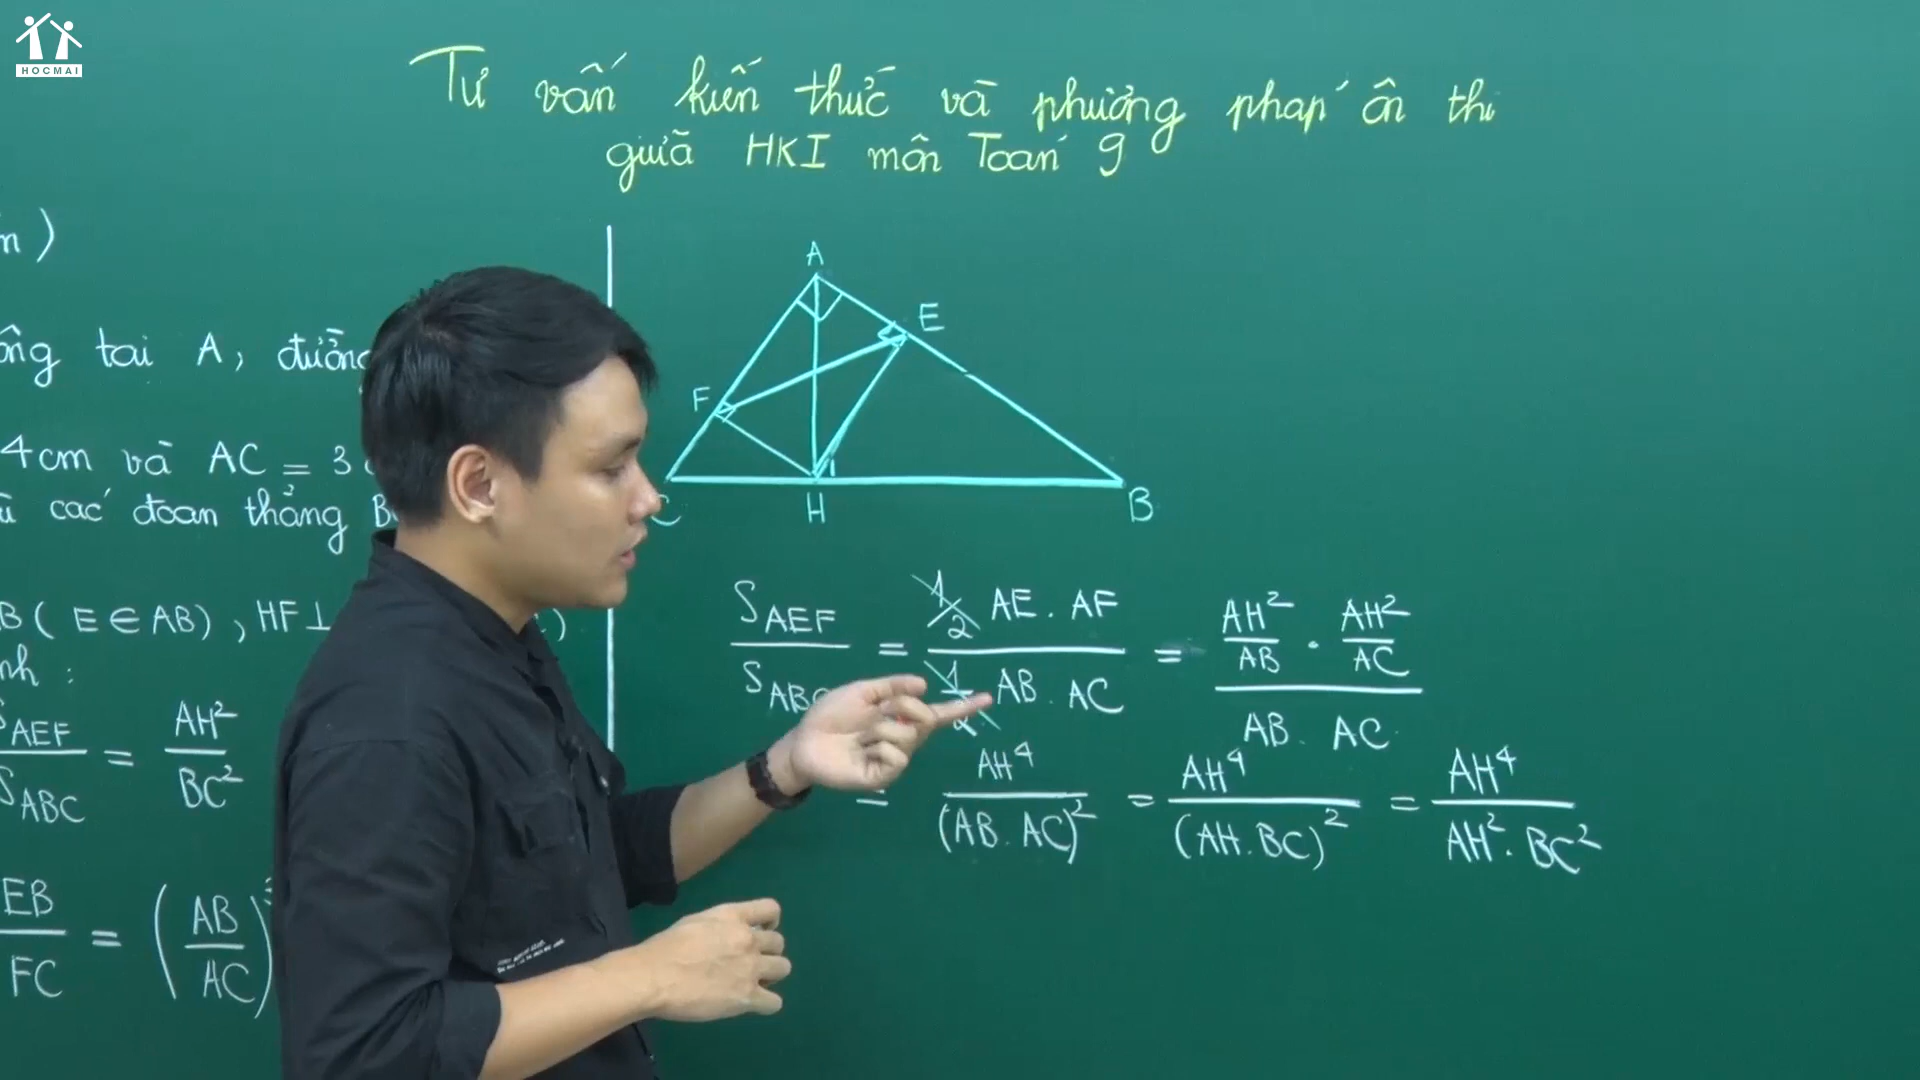 HOCMAI
Tư vấn kiến thức và phương pháp ôn thi
giữa HKI môn Toán 9
n )
ông tại A, đường
4cm và AC = 3
các đoạn thẳng B
B ( E ∈ AB) , HF ⊥ )
nh :
S_AEF / S_ABC = AH² / BC²
EB / FC = (AB / AC)
A
E
F
C H B
S_AEF / S_ABC = (1/2 AE . AF) / (1/2 AB . AC) = (AH²/AB . AH²/AC) / (AB . AC)
= AH⁴ / (AB . AC)² = AH⁴ / (AH . BC)² = AH⁴ / (AH² . BC²)